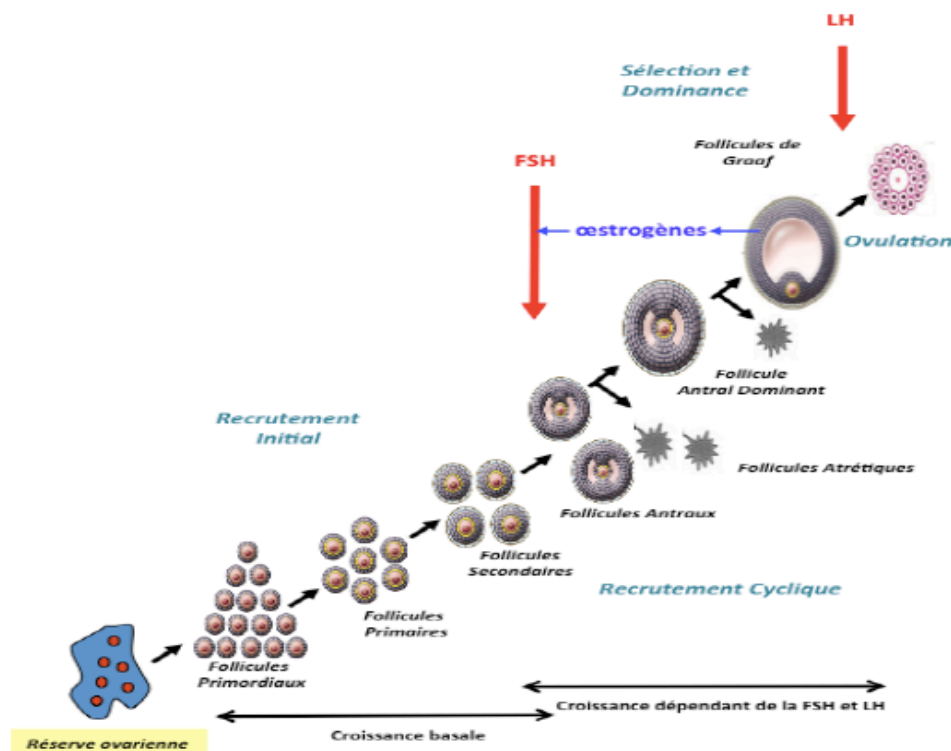 LH
Sélection et
Dominance
Follicules de
Graaf
FSH
œstrogènes
Ovulation
Follicule
Antral Dominant
Recrutement
Initial
Follicules Atrétiques
Follicules Antraux
Follicules
Secondaires
Recrutement Cyclique
Follicules
Primaires
Follicules
Primordiaux
Croissance dépendant de la FSH et LH
Croissance basale
Réserve ovarienne